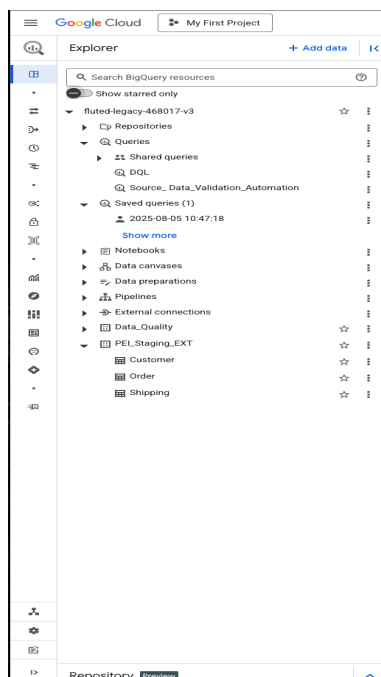 Google Cloud
My First Project
Explorer
+ Add data
Search BigQuery resources
Show starred only
fluted-legacy-468017-v3
Repositories
Queries
Shared queries
DQL
Source_ Data_Validation_Automation
Saved queries (1)
2025-08-05 10:47:18
Show more
Notebooks
Data canvases
Data preparations
Pipelines
External connections
Data_Quality
PEI_Staging_EXT
Customer
Order
Shipping
Repository Preview